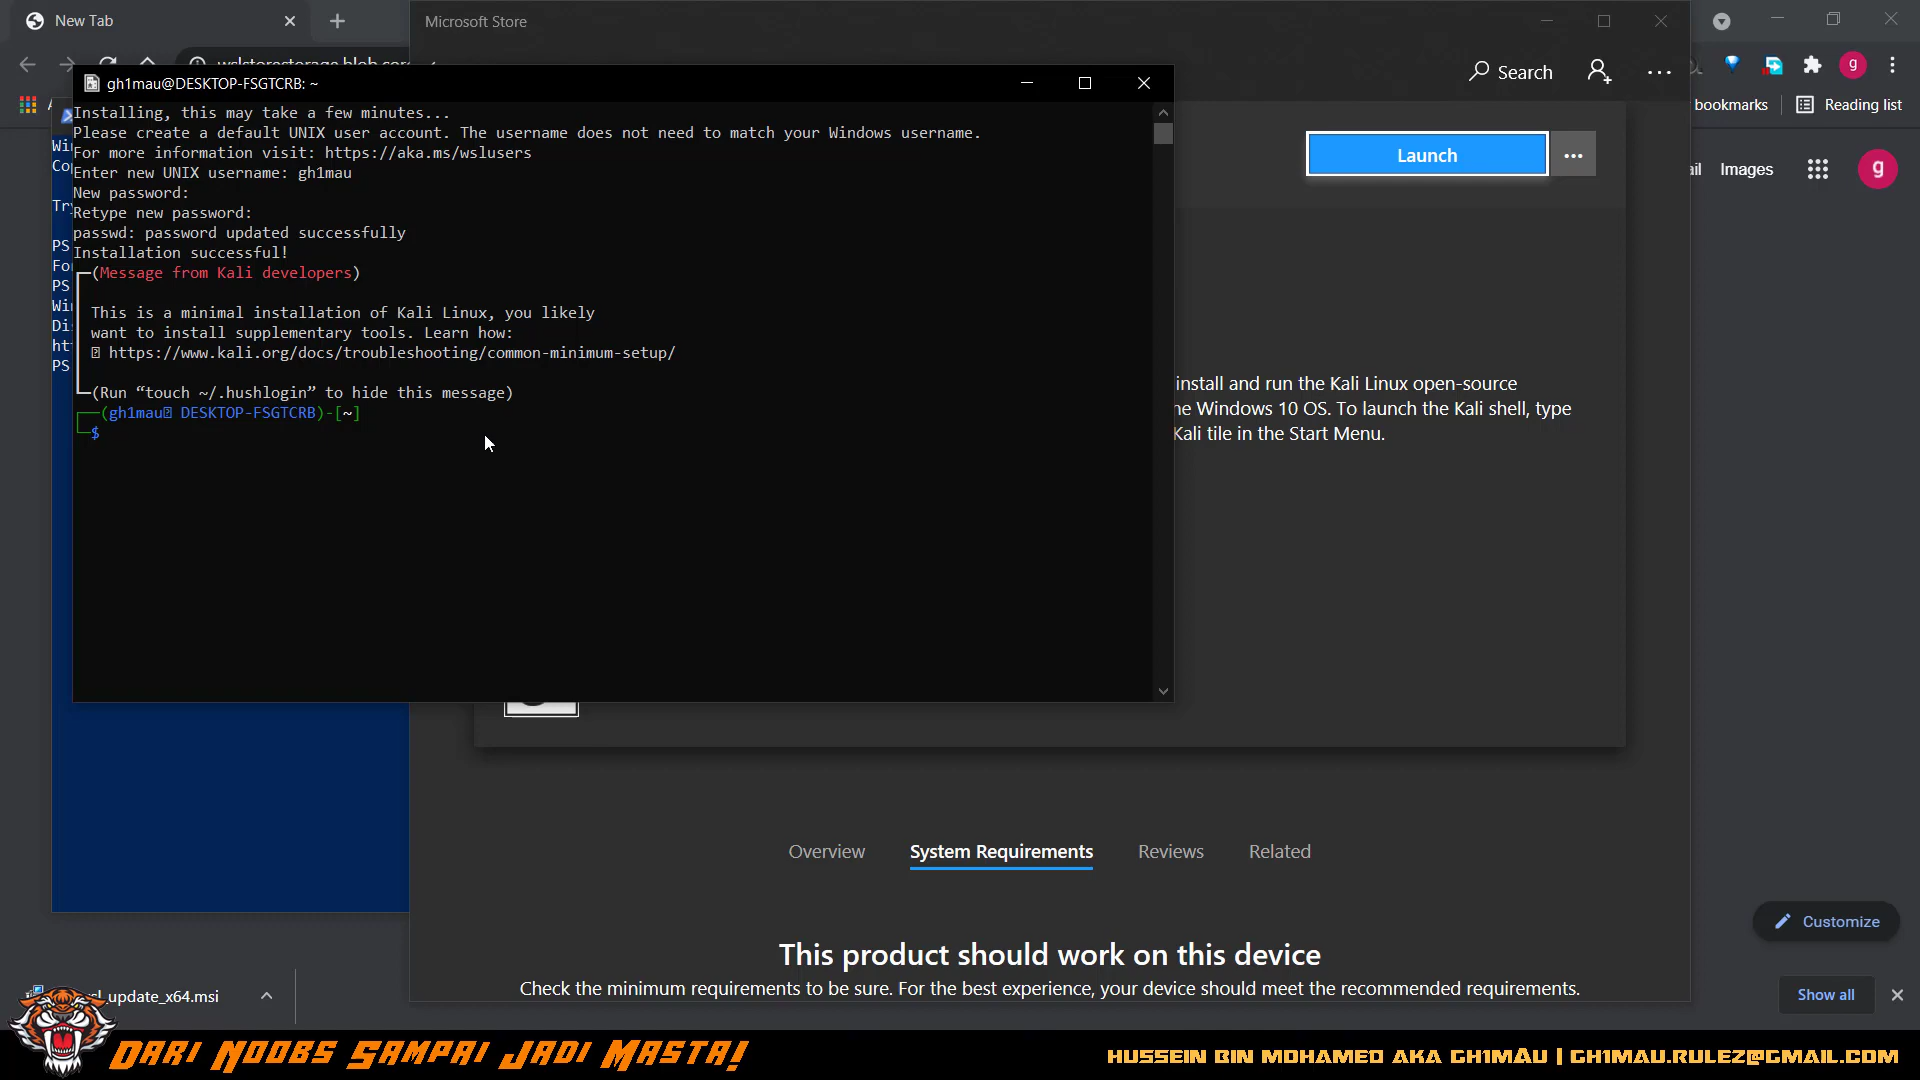 New Tab
Microsoft Store
Search
bookmarks
Reading list
gh1mau@DESKTOP-FSGTCRB: ~
Installing, this may take a few minutes...
Please create a default UNIX user account. The username does not need to match your Windows username.
For more information visit: https://aka.ms/wslusers
Enter new UNIX username: gh1mau
New password:
Retype new password:
passwd: password updated successfully
Installation successful!
(Message from Kali developers)
This is a minimal installation of Kali Linux, you likely
want to install supplementary tools. Learn how:
https://www.kali.org/docs/troubleshooting/common-minimum-setup/
(Run “touch ~/.hushlogin” to hide this message)
(gh1mau DESKTOP-FSGTCRB)-[~]
$
PS
PS
PS
Launch
Images
g
g
install and run the Kali Linux open-source
Windows 10 OS. To launch the Kali shell, type
Kali tile in the Start Menu.
Overview
System Requirements
Reviews
Related
This product should work on this device
Check the minimum requirements to be sure. For the best experience, your device should meet the recommended requirements.
Customize
update_x64.msi
Show all
DARI NOOBS SAMPAI JADI MASTA!
HUSSEIN BIN MOHAMED AKA GH1MAU | GH1MAU.RULEZ@GMAIL.COM